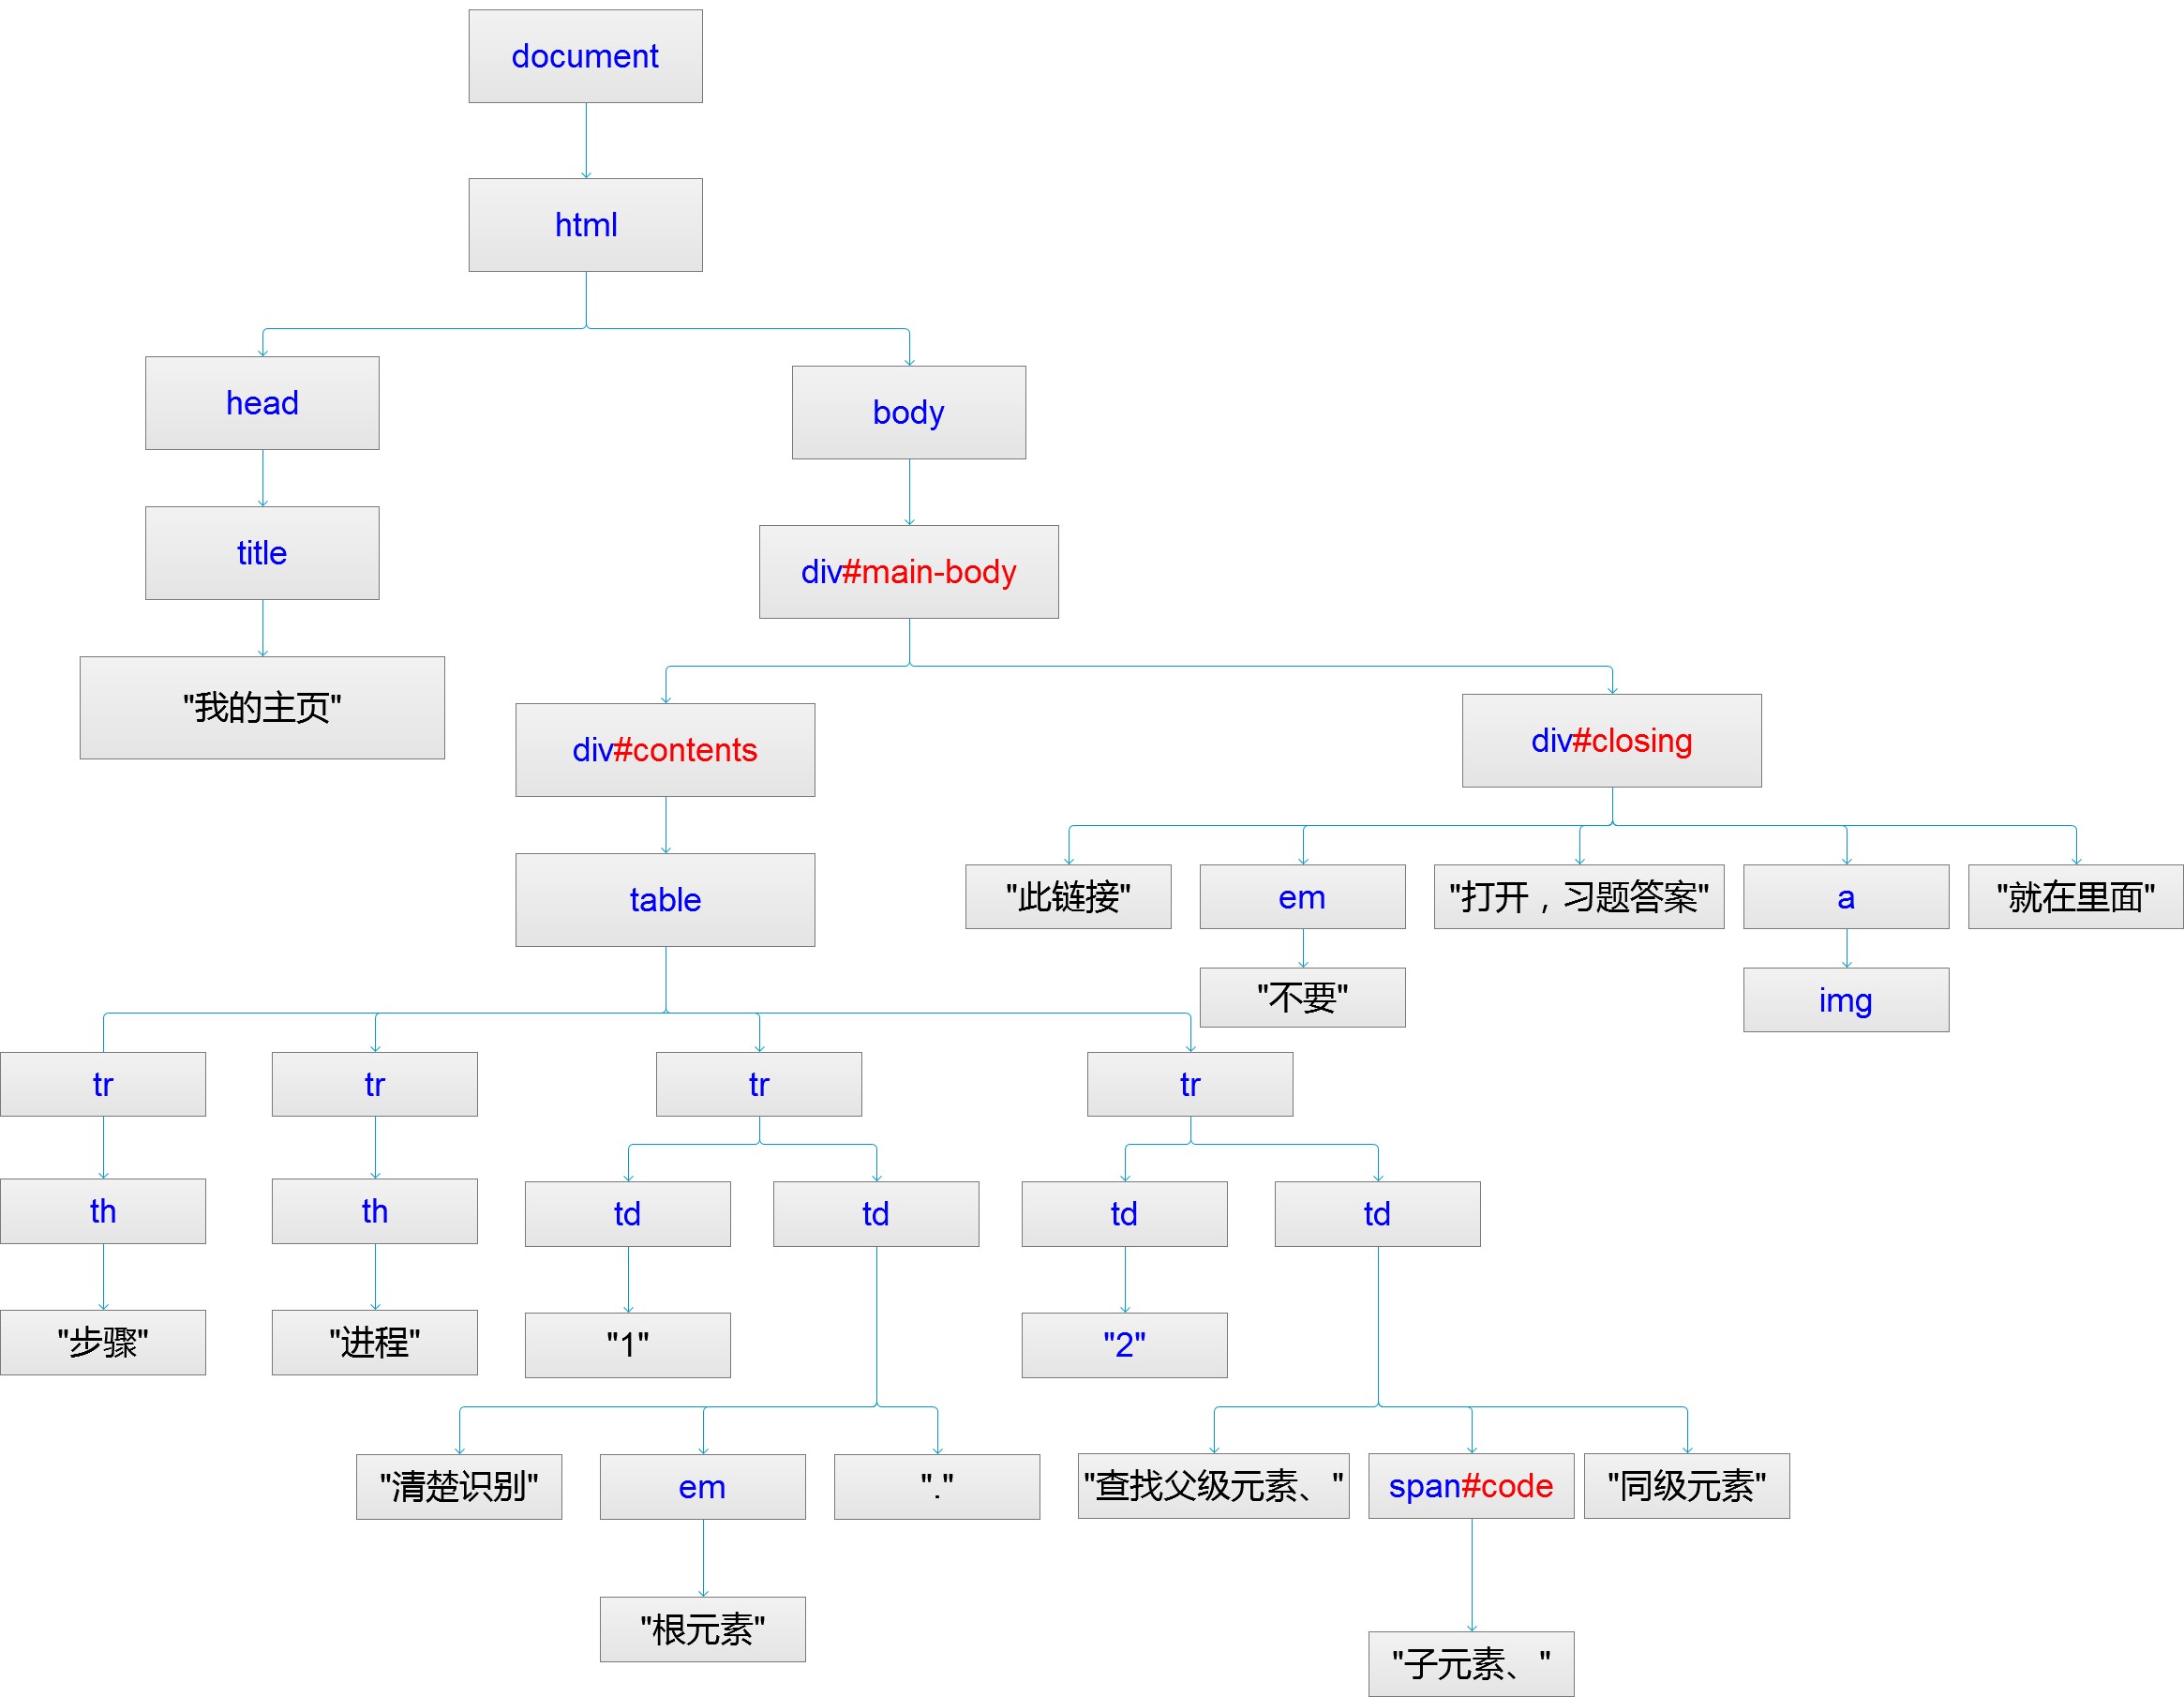 document
html
head
body
title
div#main-body
"我的主页"
div#contents
div#closing
table
"此链接"
em
"打开，习题答案"
a
"就在里面"
"不要"
img
tr
tr
tr
tr
th
th
td
td
td
td
"步骤"
"进程"
"1"
"2"
"清楚识别"
em
"."
"查找父级元素、"
span#code
"同级元素"
"根元素"
"子元素、"